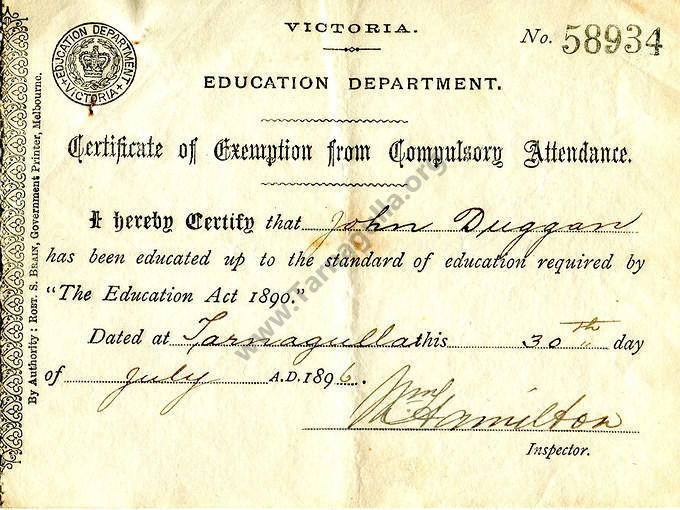 VICTORIA.
No. 58934
EDUCATION DEPARTMENT
VICTORIA
EDUCATION DEPARTMENT.
Certificate of Exemption from Compulsory Attendance.
I hereby Certify that John Duggan
has been educated up to the standard of education required by
"The Education Act 1890."
Dated at Tarnagulla this 30th day
of July A.D. 1896.
Wm Hamilton
Inspector.
By Authority: ROBT. S. BRAIN, Government Printer, Melbourne.
www.Tarnagulla.org